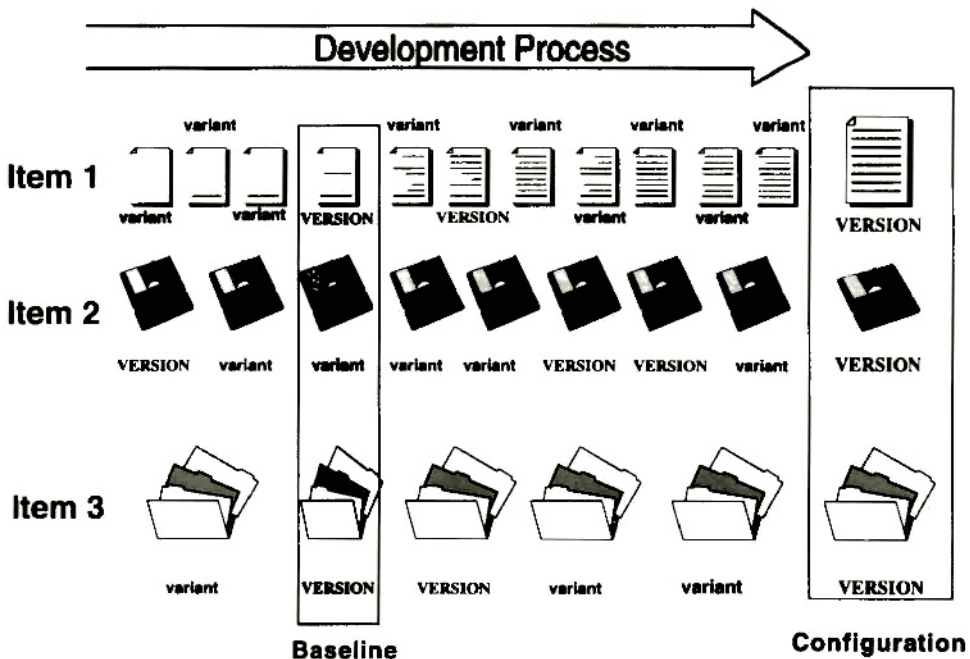 Development Process
variant variant variant variant variant
Item 1
variant variant VERSION VERSION variant variant VERSION
Item 2
VERSION variant variant variant variant VERSION VERSION variant VERSION
Item 3
variant VERSION VERSION variant variant VERSION
Baseline Configuration